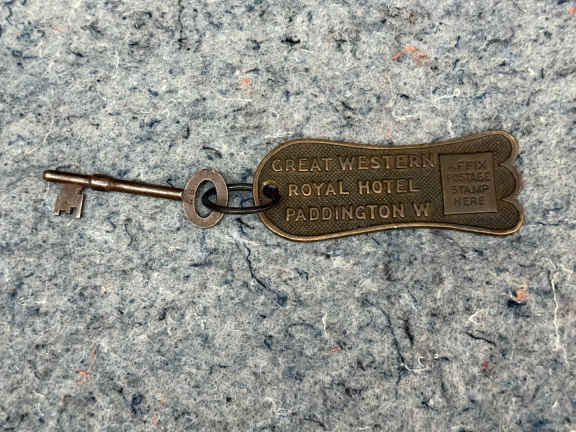 GREAT WESTERN
ROYAL HOTEL
PADDINGTON W
AFFIX
POSTAGE
STAMP
HERE